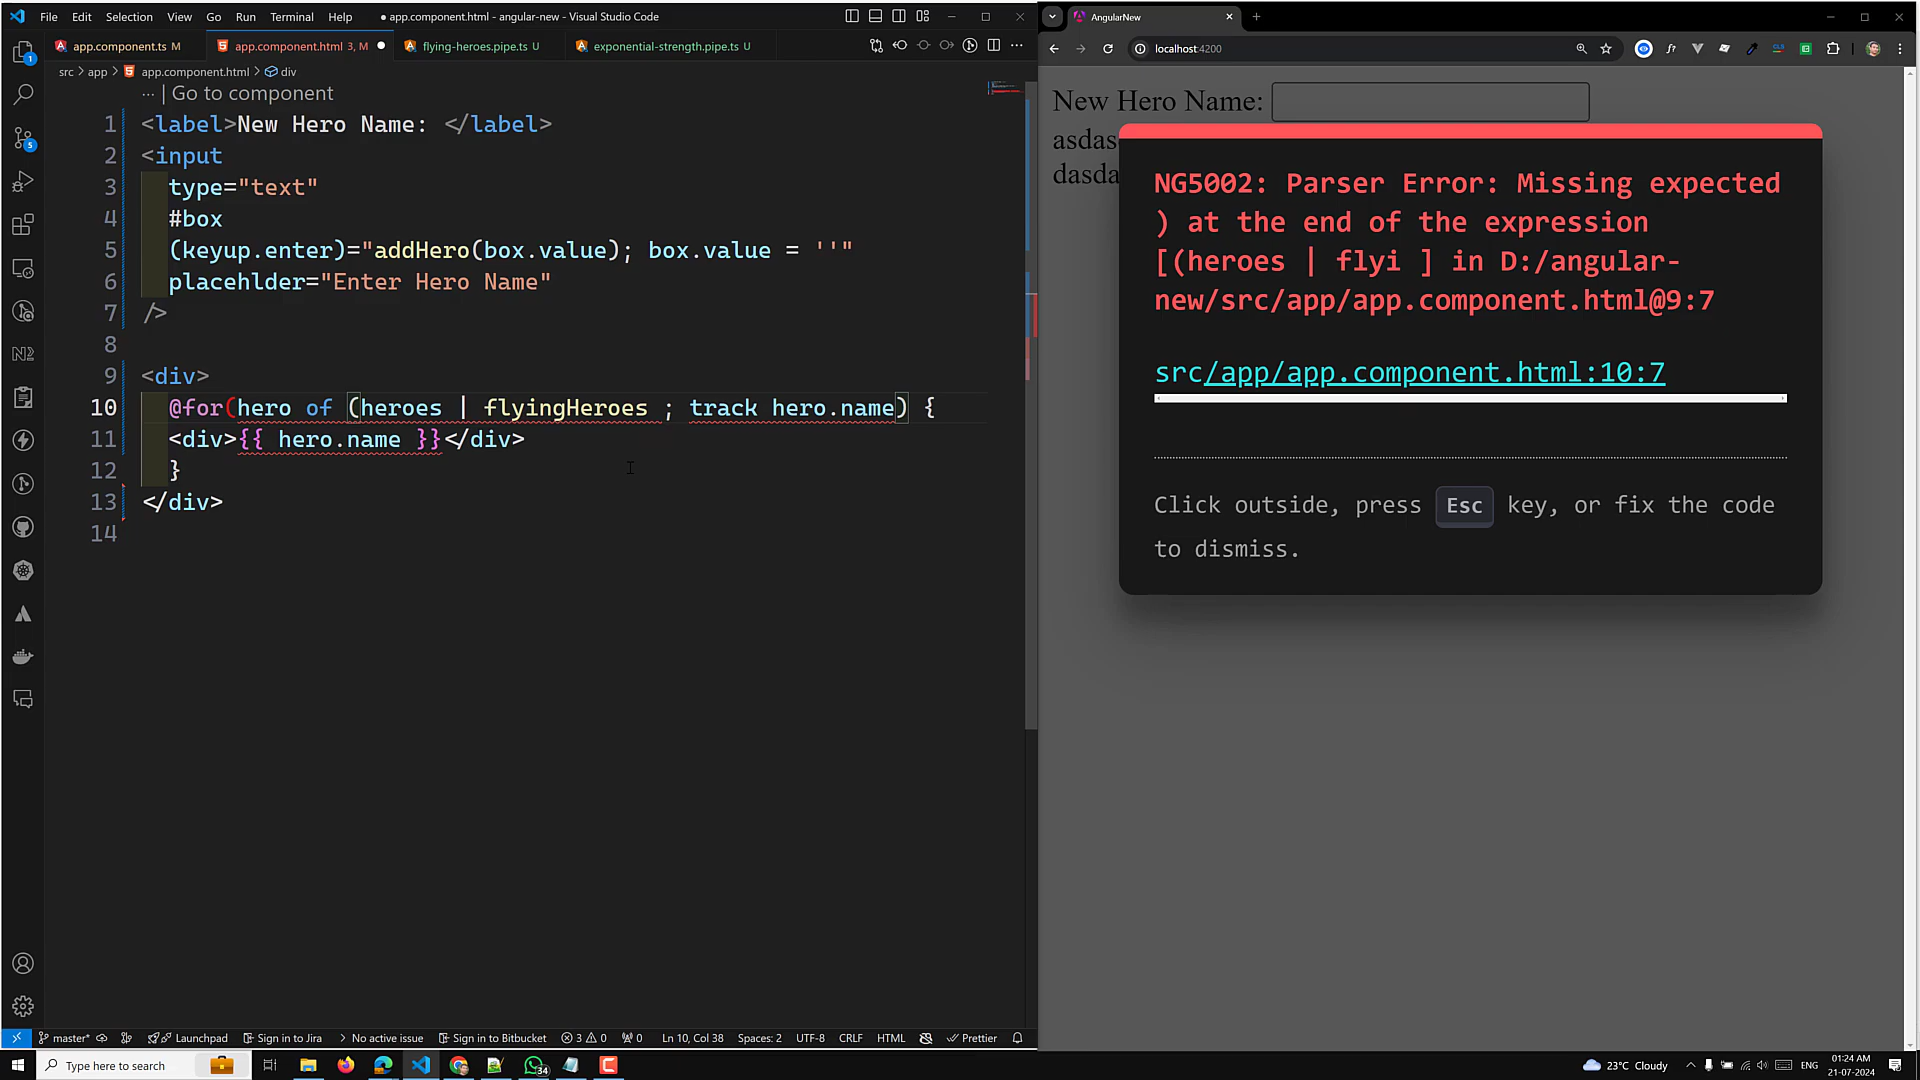 File Edit Selection View Go Run Terminal Help
● app.component.html - angular-new - Visual Studio Code
app.component.ts M
app.component.html 3, M ●
flying-heroes.pipe.ts U
exponential-strength.pipe.ts U
src > app > app.component.html > div
··· | Go to component
1 <label>New Hero Name: </label>
2 <input
3 type="text"
4 #box
5 (keyup.enter)="addHero(box.value); box.value = ''"
6 placehlder="Enter Hero Name"
7 />
8
9 <div>
10 @for(hero of (heroes | flyingHeroes ; track hero.name) {
11 <div>{{ hero.name }}</div>
12 }
13 </div>
14
1
5
master*
Launchpad
Sign in to Jira
No active issue
Sign in to Bitbucket
3 0
0
Ln 10, Col 38
Spaces: 2
UTF-8
CRLF
HTML
Prettier
AngularNew
localhost:4200
New Hero Name:
asdas
dasda
NG5002: Parser Error: Missing expected
) at the end of the expression
[(heroes | flyi ] in D:/angular-
new/src/app/app.component.html@9:7
src/app/app.component.html:10:7
Click outside, press Esc key, or fix the code
to dismiss.
Type here to search
34
23°C Cloudy
ENG
01:24 AM
21-07-2024